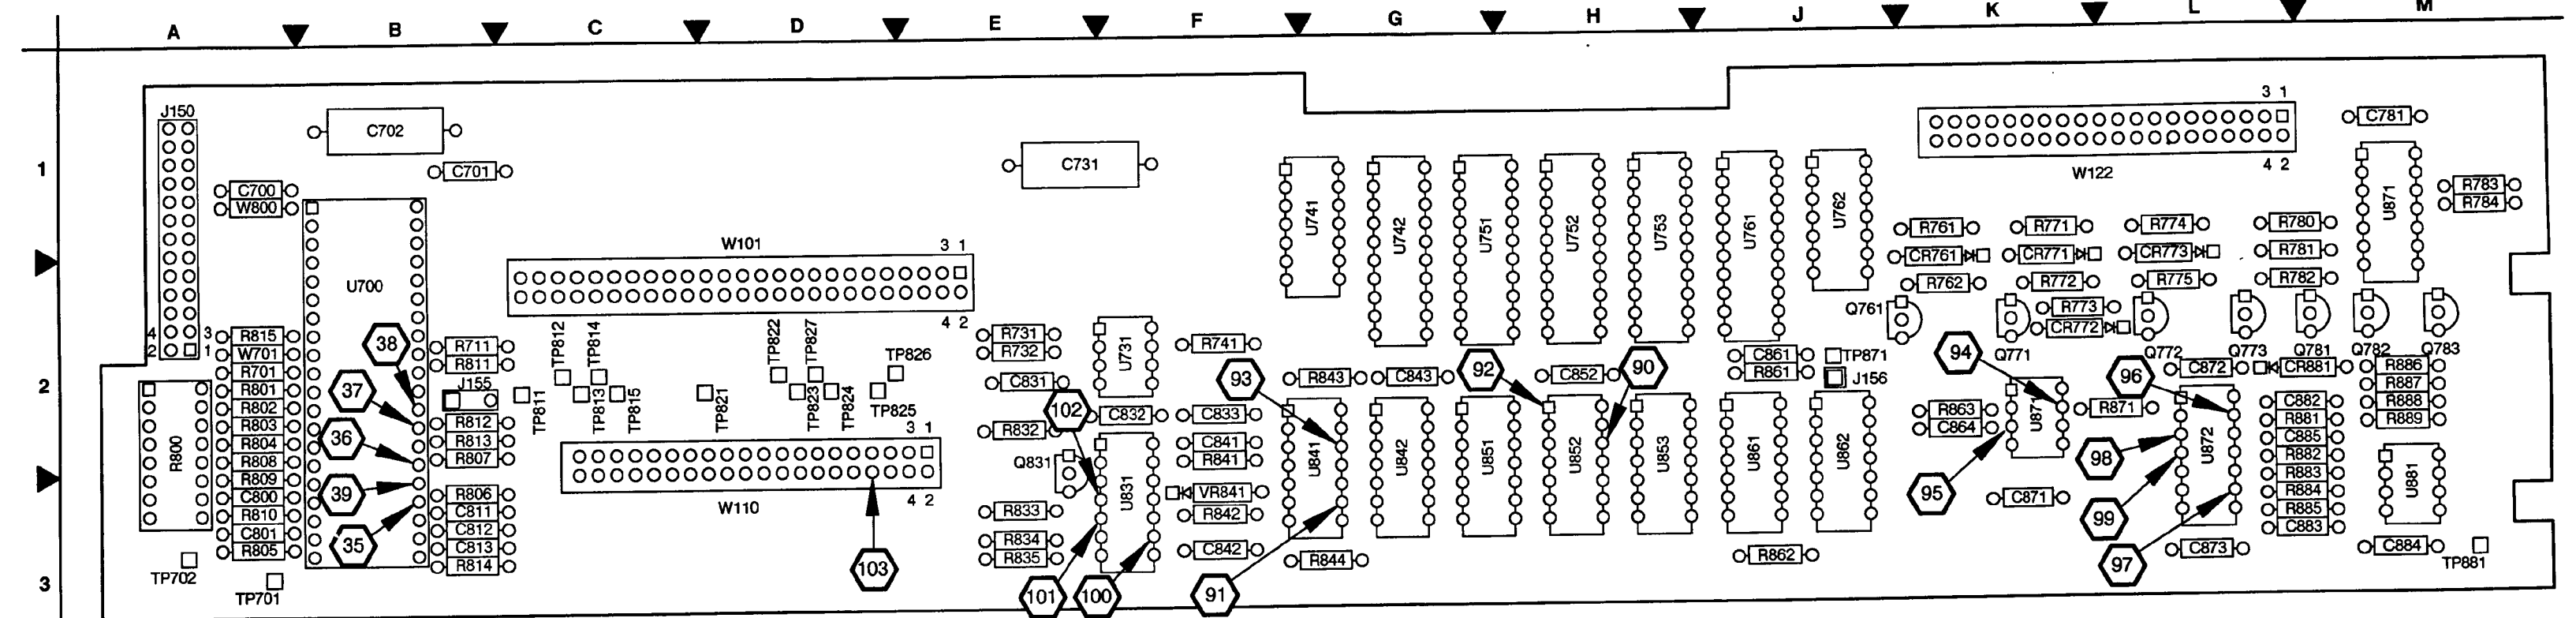 A B C D E F G H J K L M
1
2
3
J150
C702
C701
C700
W800
U700
4 3
2 1
R815
W701
R701
R801
R802
R803
R804
R808
R809
C800
R810
C801
R805
R800
TP702
TP701
38
37
36
39
35
R711
R811
J155
R812
R813
R807
R806
C811
C812
C813
R814
W101
3 1
4 2
TP812
TP814
TP822
TP827
TP826
TP811
TP813
TP815
TP821
TP823
TP824
TP825
3 1
4 2
W110
103
C731
R731
R732
C831
R832
Q831
R833
R834
R835
102
101
100
U731
C832
U831
R741
C833
C841
R841
VR841
R842
C842
93
91
U741
U742
U751
U752
U753
U761
U762
R843
C843
92
C852
90
C861
R861
TP871
J156
U841
U842
U851
U852
U853
U861
U862
R844
R862
3 1
4 2
W122
C781
U871
R783
R784
R761
CR761
R762
R771
CR771
R772
R773
CR772
R774
CR773
R775
R780
R781
R782
Q761
Q771
Q772
Q773
Q781
Q782
Q783
94
95
96
98
99
97
R863
C864
U871
R871
C871
C872
CR881
U872
C873
C882
R881
C885
R882
R883
R884
R885
C883
R886
R887
R888
R889
U881
C884
TP881